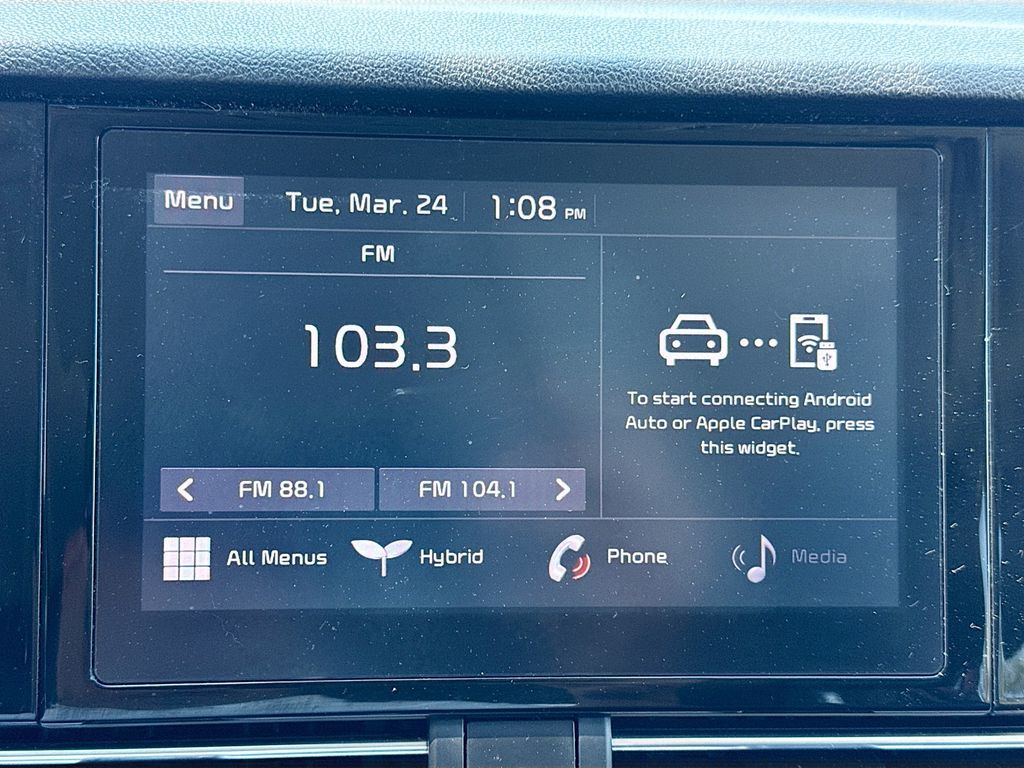 Menu
Tue, Mar. 24
1:08 PM
FM
103.3
To start connecting Android
Auto or Apple CarPlay, press
this widget.
FM 88.1
FM 104.1
All Menus
Hybrid
Phone
Media